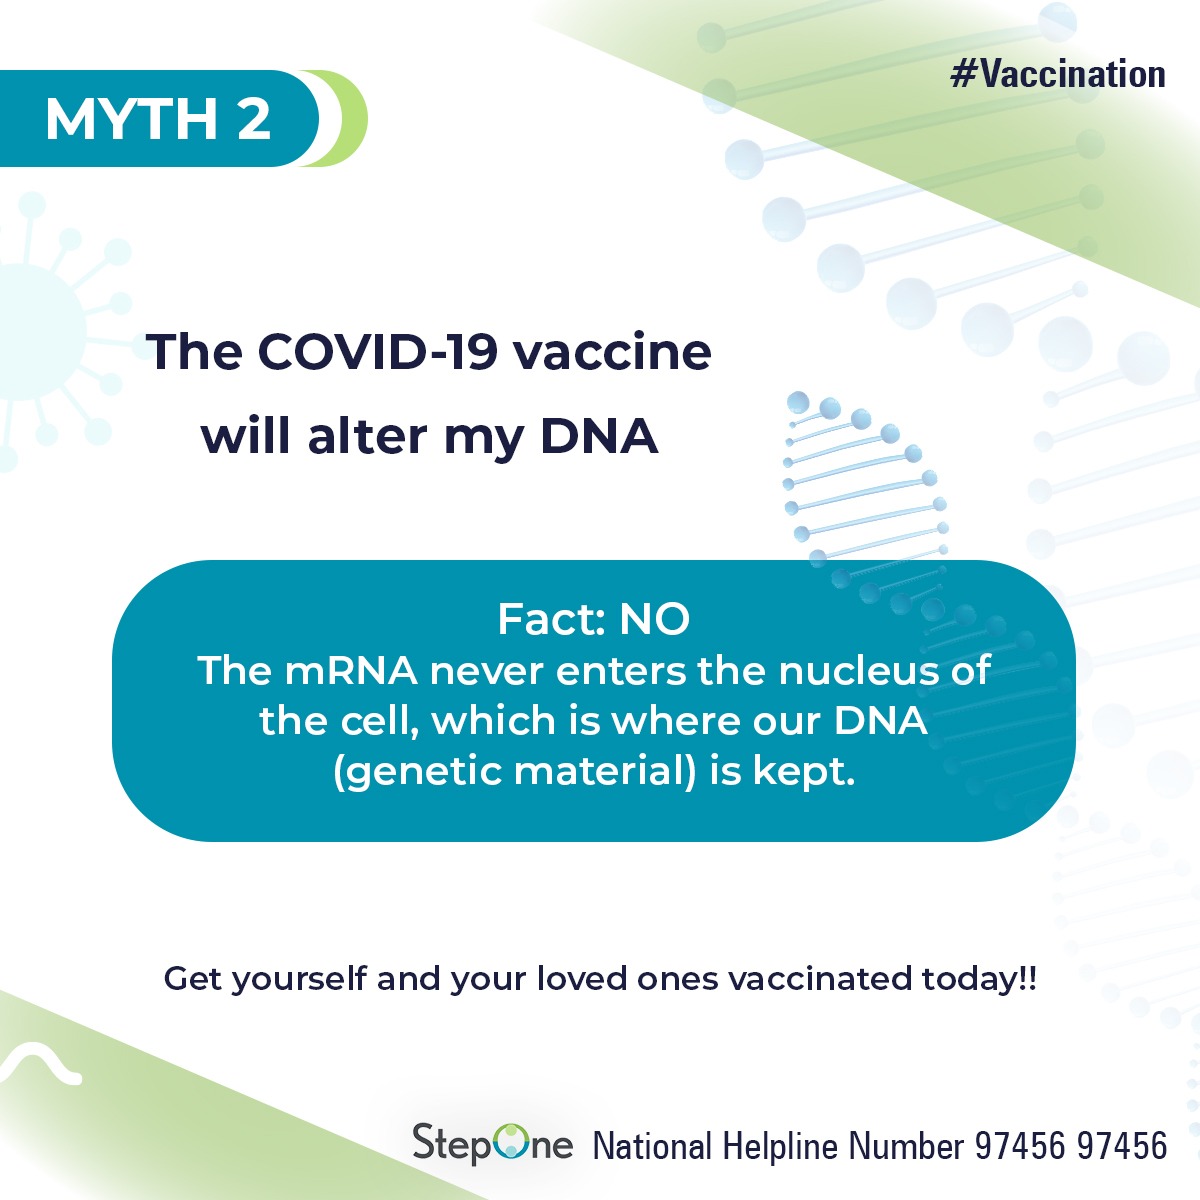 #Vaccination
MYTH 2
The COVID-19 vaccine
will alter my DNA
Fact: NO
The mRNA never enters the nucleus of
the cell, which is where our DNA
(genetic material) is kept.
Get yourself and your loved ones vaccinated today!!
StepOne National Helpline Number 97456 97456